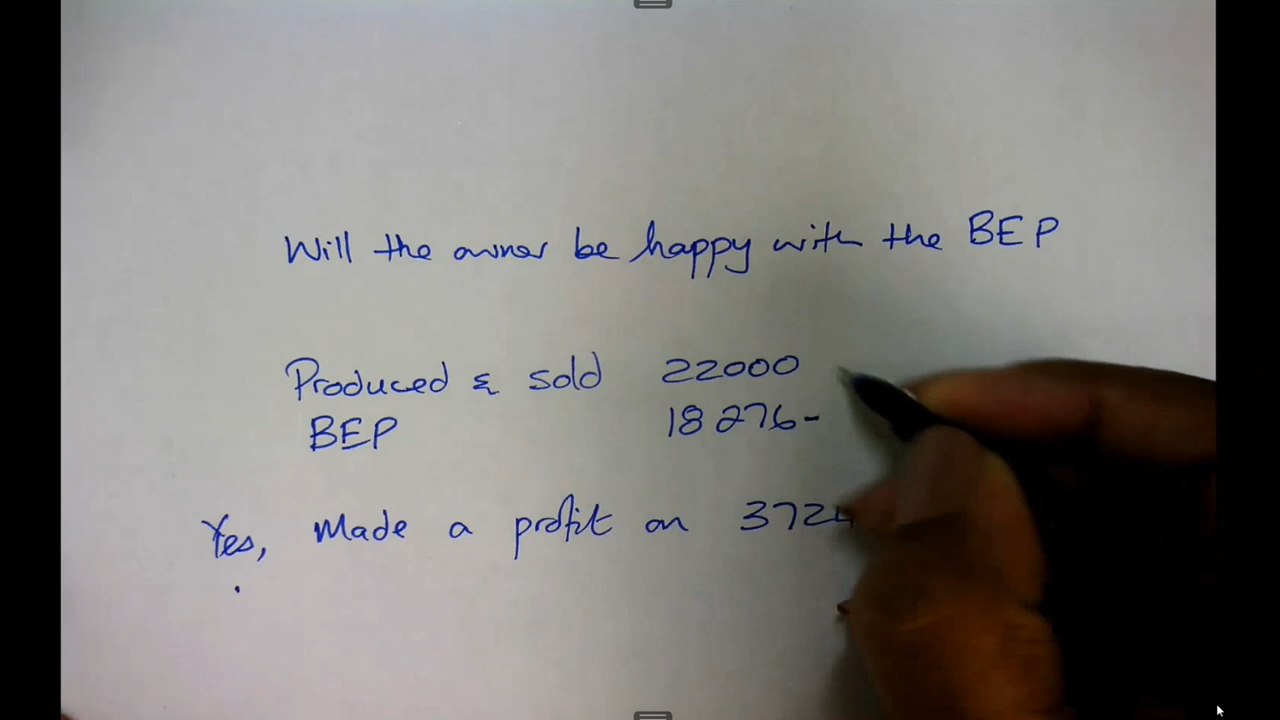 Will the owner be happy with the BEP
Produced & sold 22000
BEP 18276-
Yes, Made a profit on 3724